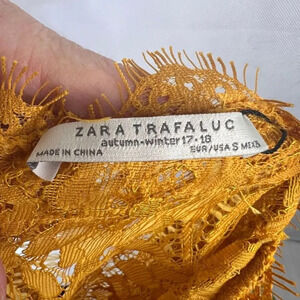 ZARA TRAFALUC
autumn-winter 17-18
MADE IN CHINA
EUR/USA S MEX